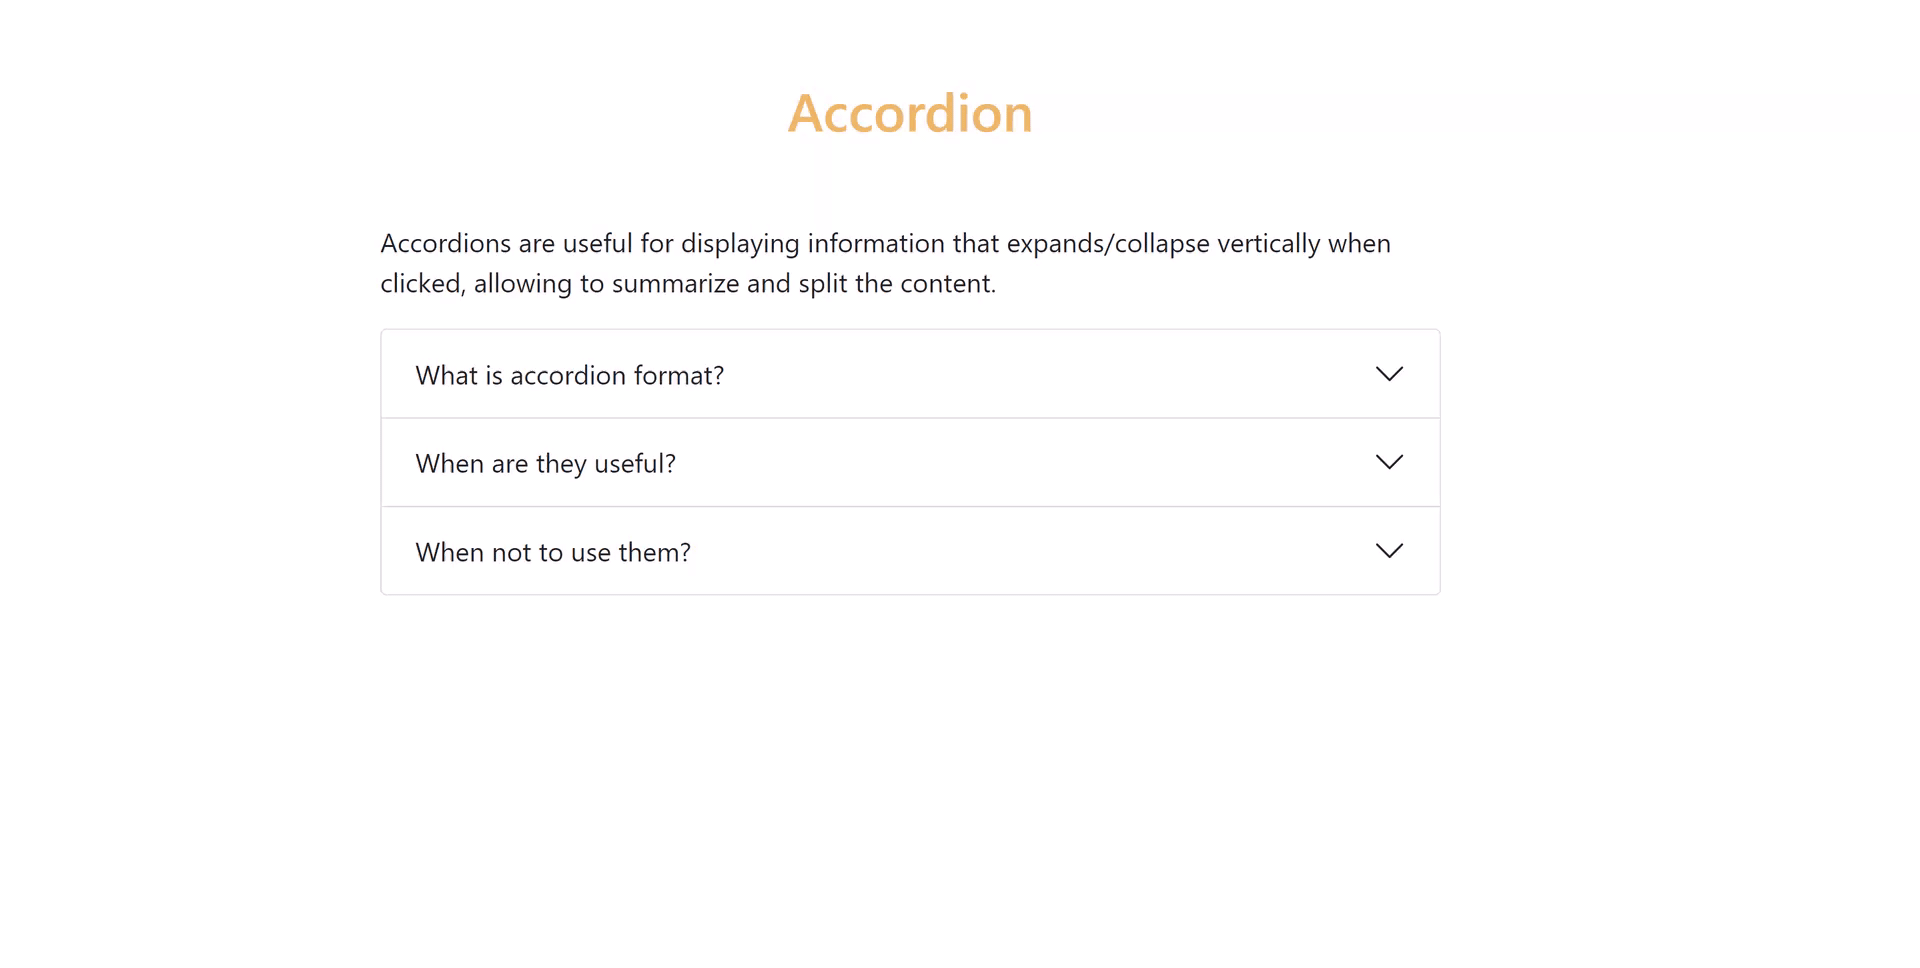 Accordion
Accordions are useful for displaying information that expands/collapse vertically when
clicked, allowing to summarize and split the content.
What is accordion format?
When are they useful?
When not to use them?